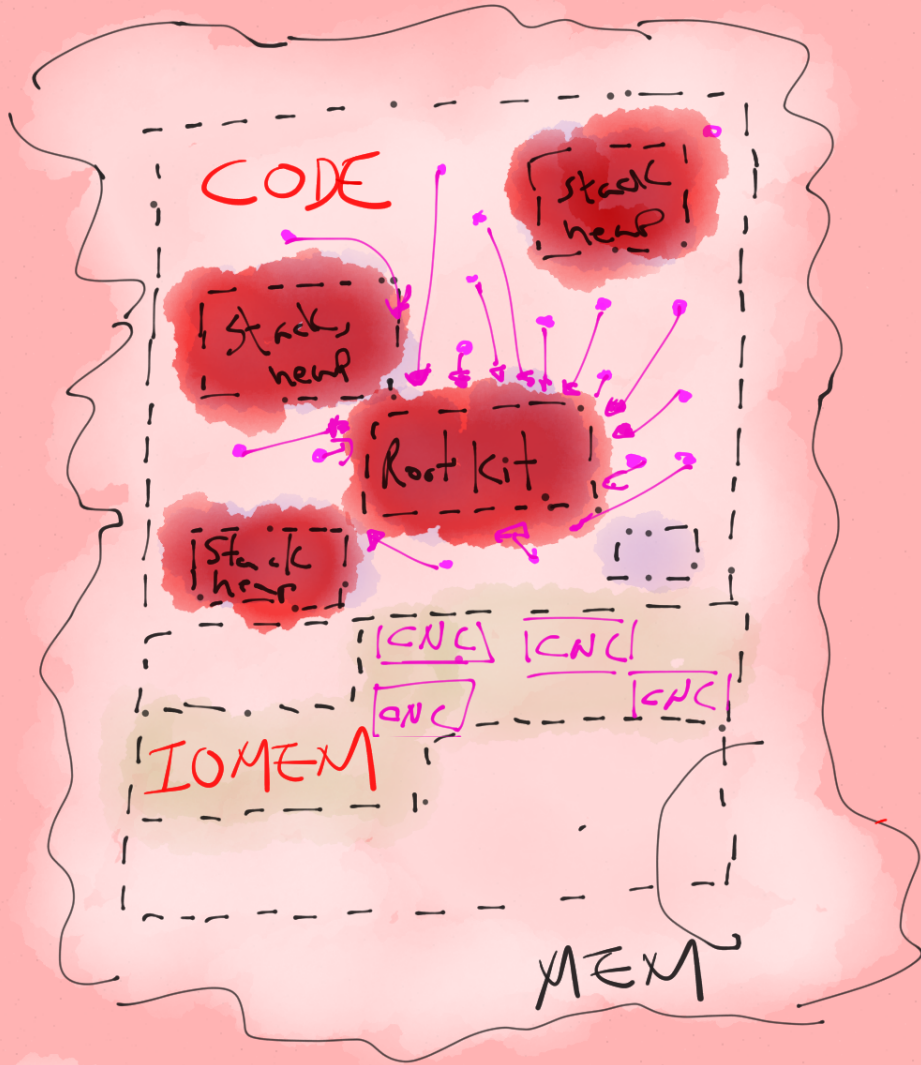 CODE
stack
heap
Stack,
heap
Root Kit
Stack
heap
CNC
CNC
CNC
CNC
IOMEM
MEM